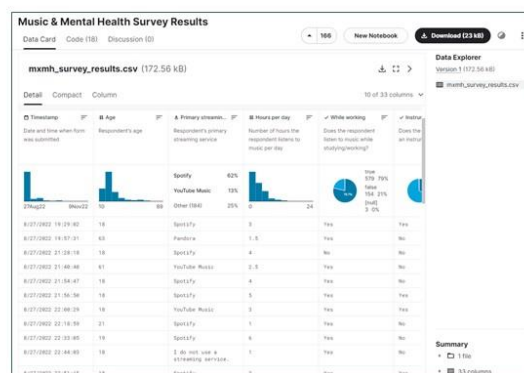 Music & Mental Health Survey Results
Data Card Code (18) Discussion (0)
166 New Notebook Download (23 kB)
mxmh_survey_results.csv (172.56 kB)
Detail Compact Column
10 of 33 columns
Timestamp
Date and time when form
was submitted
27Aug22 9Nov22
# Age
Respondent's age
10 89
Primary streamin...
Respondent's primary
streaming service
Spotify 62%
YouTube Music 13%
Other (184) 25%
# Hours per day
Number of hours the
respondent listens to
music per day
0 24
While working
Does the respondent
listen to music while
studying/working?
true
579 79%
false
154 21%
[null]
3 0%
Instrur
Does the
an instrur
8/27/2022 19:29:02 18 Spotify 3 Yes Yes
8/27/2022 19:57:31 63 Pandora 1.5 Yes No
8/27/2022 21:28:18 18 Spotify 4 No No
8/27/2022 21:40:40 61 YouTube Music 2.5 Yes No
8/27/2022 21:54:47 18 Spotify 4 Yes No
8/27/2022 21:56:50 18 Spotify 5 Yes Yes
8/27/2022 22:00:29 18 YouTube Music 3 Yes Yes
8/27/2022 22:18:59 21 Spotify 1 Yes No
8/27/2022 22:33:05 19 Spotify 6 Yes No
8/27/2022 22:44:03 18 I do not use a
streaming service. 1 Yes No
Data Explorer
Version 1 (172.56 kB)
mxmh_survey_results.csv
Summary
1 file
33 columns